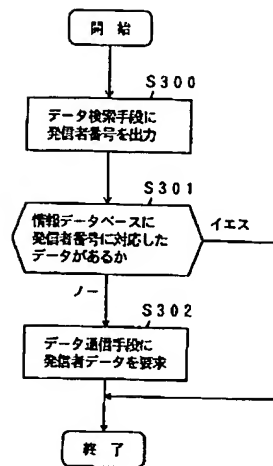 開 始
S300
データ検索手段に
発信者番号を出力
S301
情報データベースに
発信者番号に対応した
データがあるか
イエス
ノー
S302
データ通信手段に
発信者データを要求
終 了